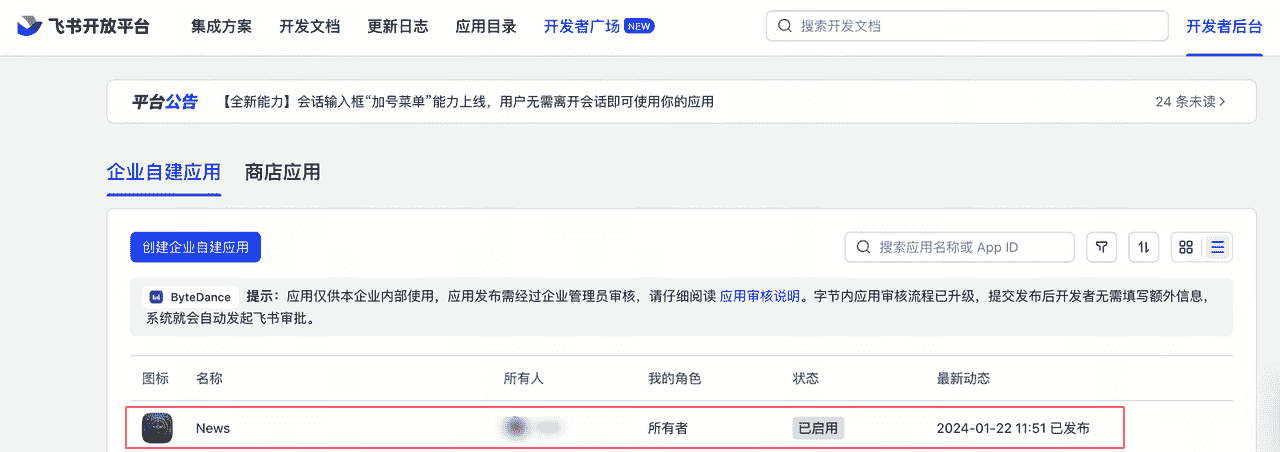 飞书开放平台 集成方案 开发文档 更新日志 应用目录 开发者广场 NEW 搜索开发文档 开发者后台
平台公告 【全新能力】会话输入框“加号菜单”能力上线，用户无需离开会话即可使用你的应用 24 条未读
企业自建应用 商店应用
创建企业自建应用 搜索应用名称或 App ID
ByteDance 提示：应用仅供本企业内部使用，应用发布需经过企业管理员审核，请仔细阅读 应用审核说明。字节内应用审核流程已升级，提交发布后开发者无需填写额外信息，
系统就会自动发起飞书审批。
图标 名称 所有人 我的角色 状态 最新动态
News 所有者 已启用 2024-01-22 11:51 已发布